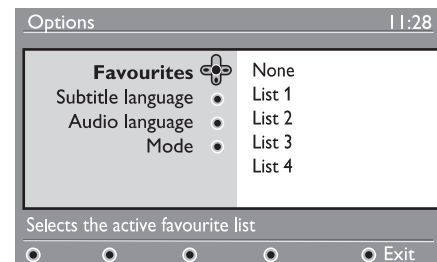 Options 11:28
Favourites None
Subtitle language List 1
Audio language List 2
Mode List 3
List 4
Selects the active favourite list
Exit